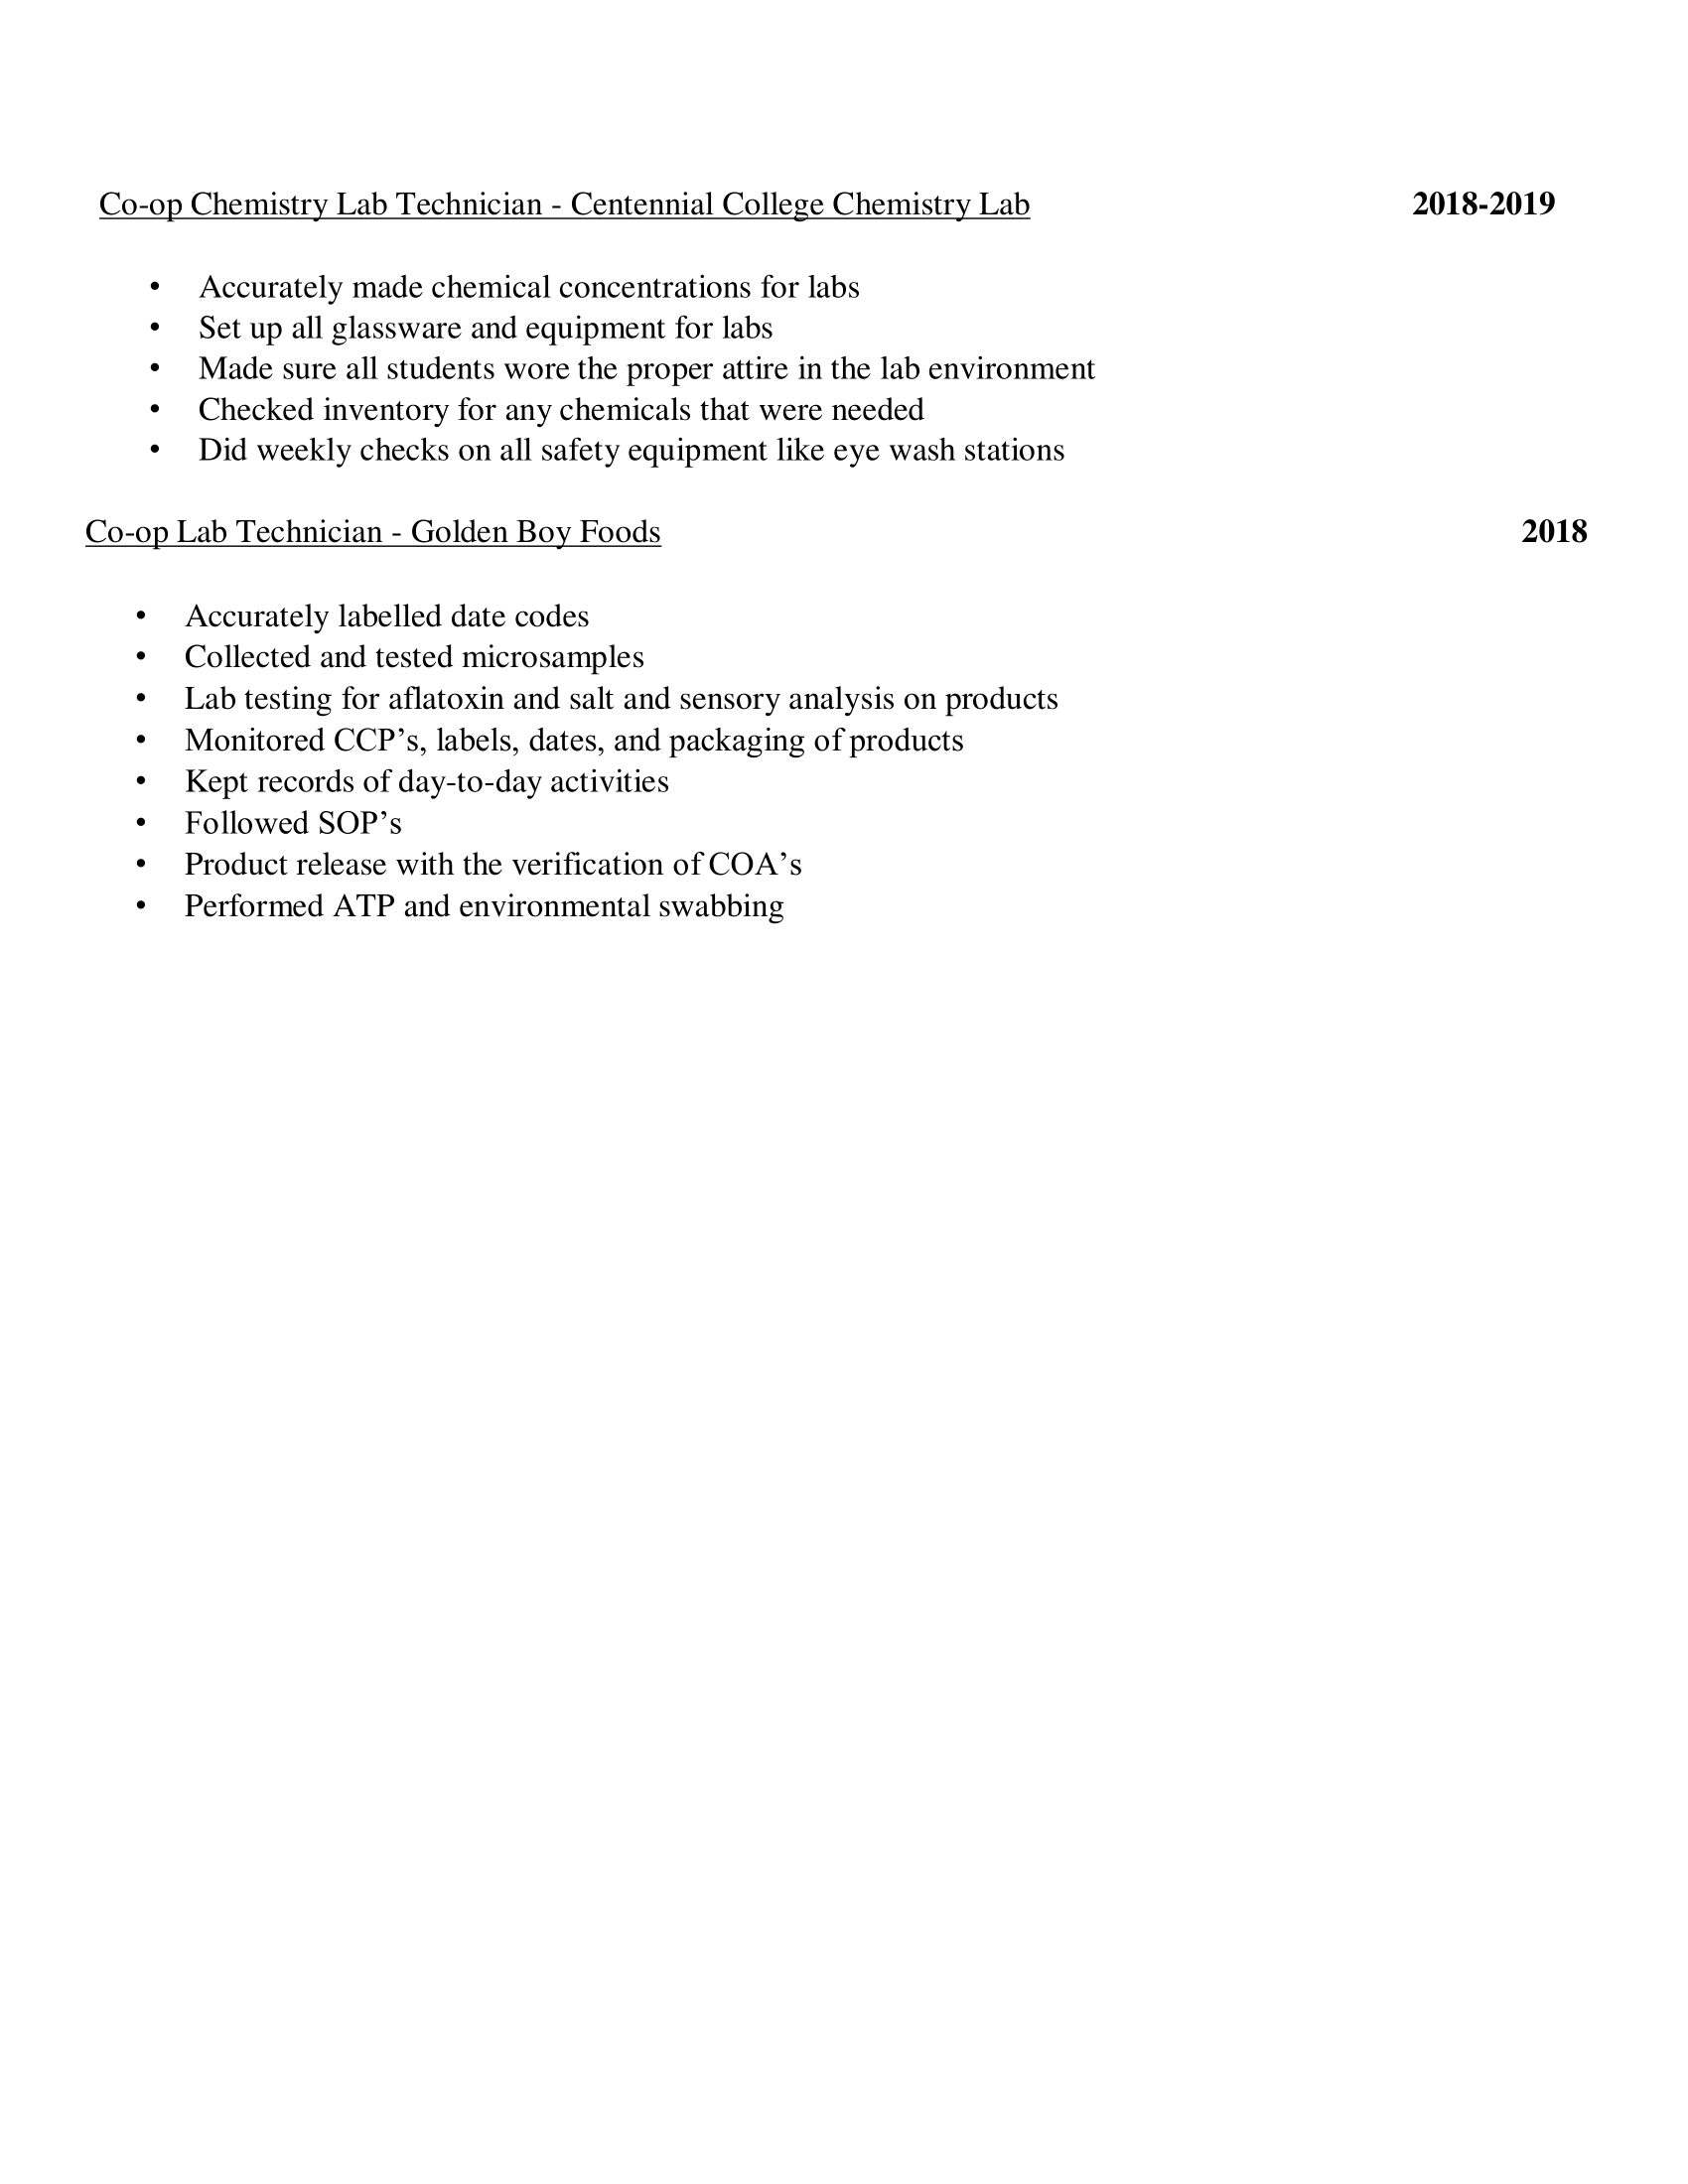 Co-op Chemistry Lab Technician - Centennial College Chemistry Lab 2018-2019
• Accurately made chemical concentrations for labs
• Set up all glassware and equipment for labs
• Made sure all students wore the proper attire in the lab environment
• Checked inventory for any chemicals that were needed
• Did weekly checks on all safety equipment like eye wash stations
Co-op Lab Technician - Golden Boy Foods 2018
• Accurately labelled date codes
• Collected and tested microsamples
• Lab testing for aflatoxin and salt and sensory analysis on products
• Monitored CCP’s, labels, dates, and packaging of products
• Kept records of day-to-day activities
• Followed SOP’s
• Product release with the verification of COA’s
• Performed ATP and environmental swabbing